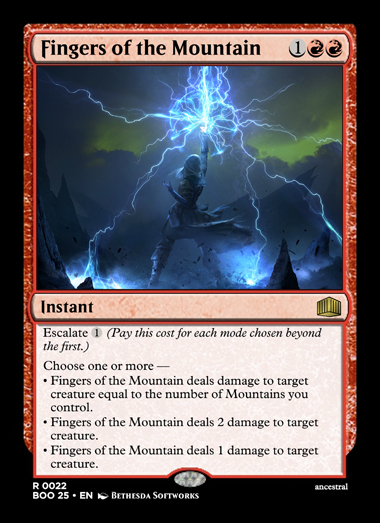 Fingers of the Mountain 1
Instant
Escalate 1 (Pay this cost for each mode chosen beyond
the first.)
Choose one or more —
• Fingers of the Mountain deals damage to target
creature equal to the number of Mountains you
control.
• Fingers of the Mountain deals 2 damage to target
creature.
• Fingers of the Mountain deals 1 damage to target
creature.
R 0022
BOO 25 • EN Bethesda Softworks
ancestral